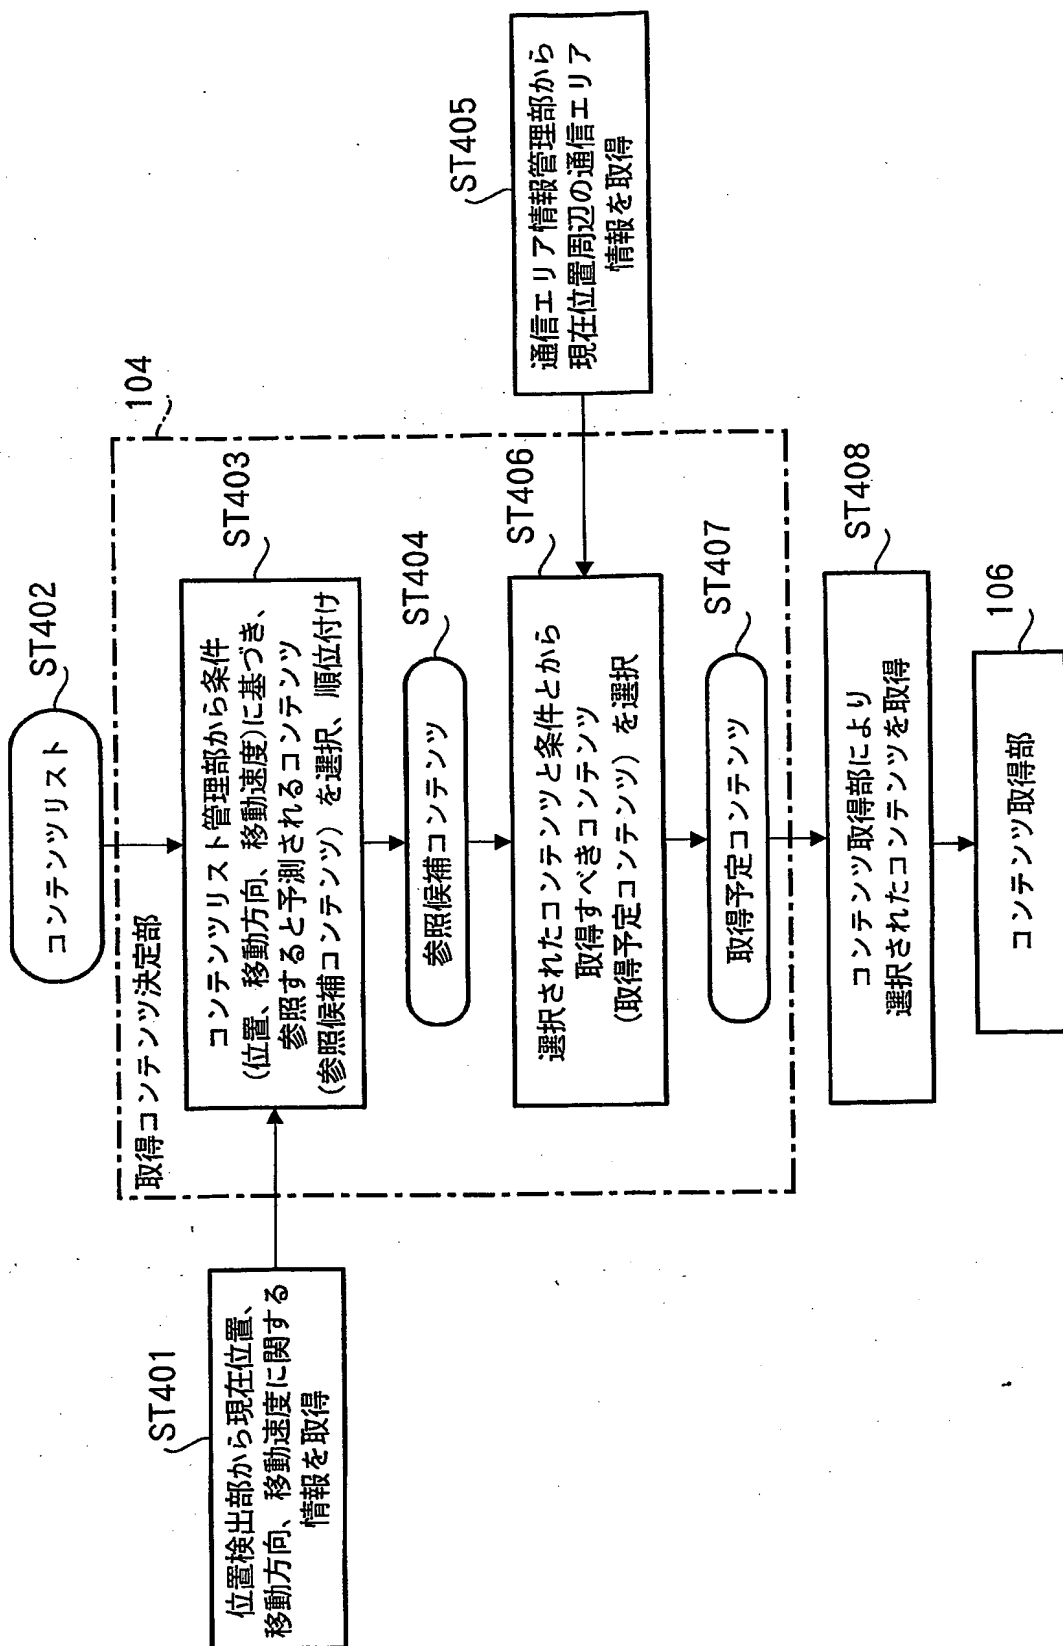 ST402
コンテンツリスト
104
取得コンテンツ決定部
ST401
位置検出部から現在位置、
移動方向、移動速度に関する
情報を取得
ST403
コンテンツリスト管理部から条件
(位置、移動方向、移動速度)に基づき、
参照すると予測されるコンテンツ
(参照候補コンテンツ）を選択、順位付け
ST404
参照候補コンテンツ
ST405
通信エリア情報管理部から
現在位置周辺の通信エリア
情報を取得
ST406
選択されたコンテンツと条件とから
取得すべきコンテンツ
(取得予定コンテンツ）を選択
ST407
取得予定コンテンツ
ST408
コンテンツ取得部により
選択されたコンテンツを取得
106
コンテンツ取得部